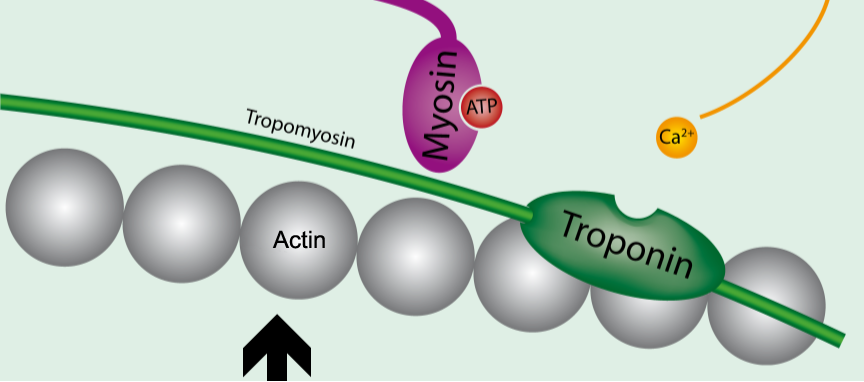 Myosin
ATP
Tropomyosin
Ca²⁺
Troponin
Actin